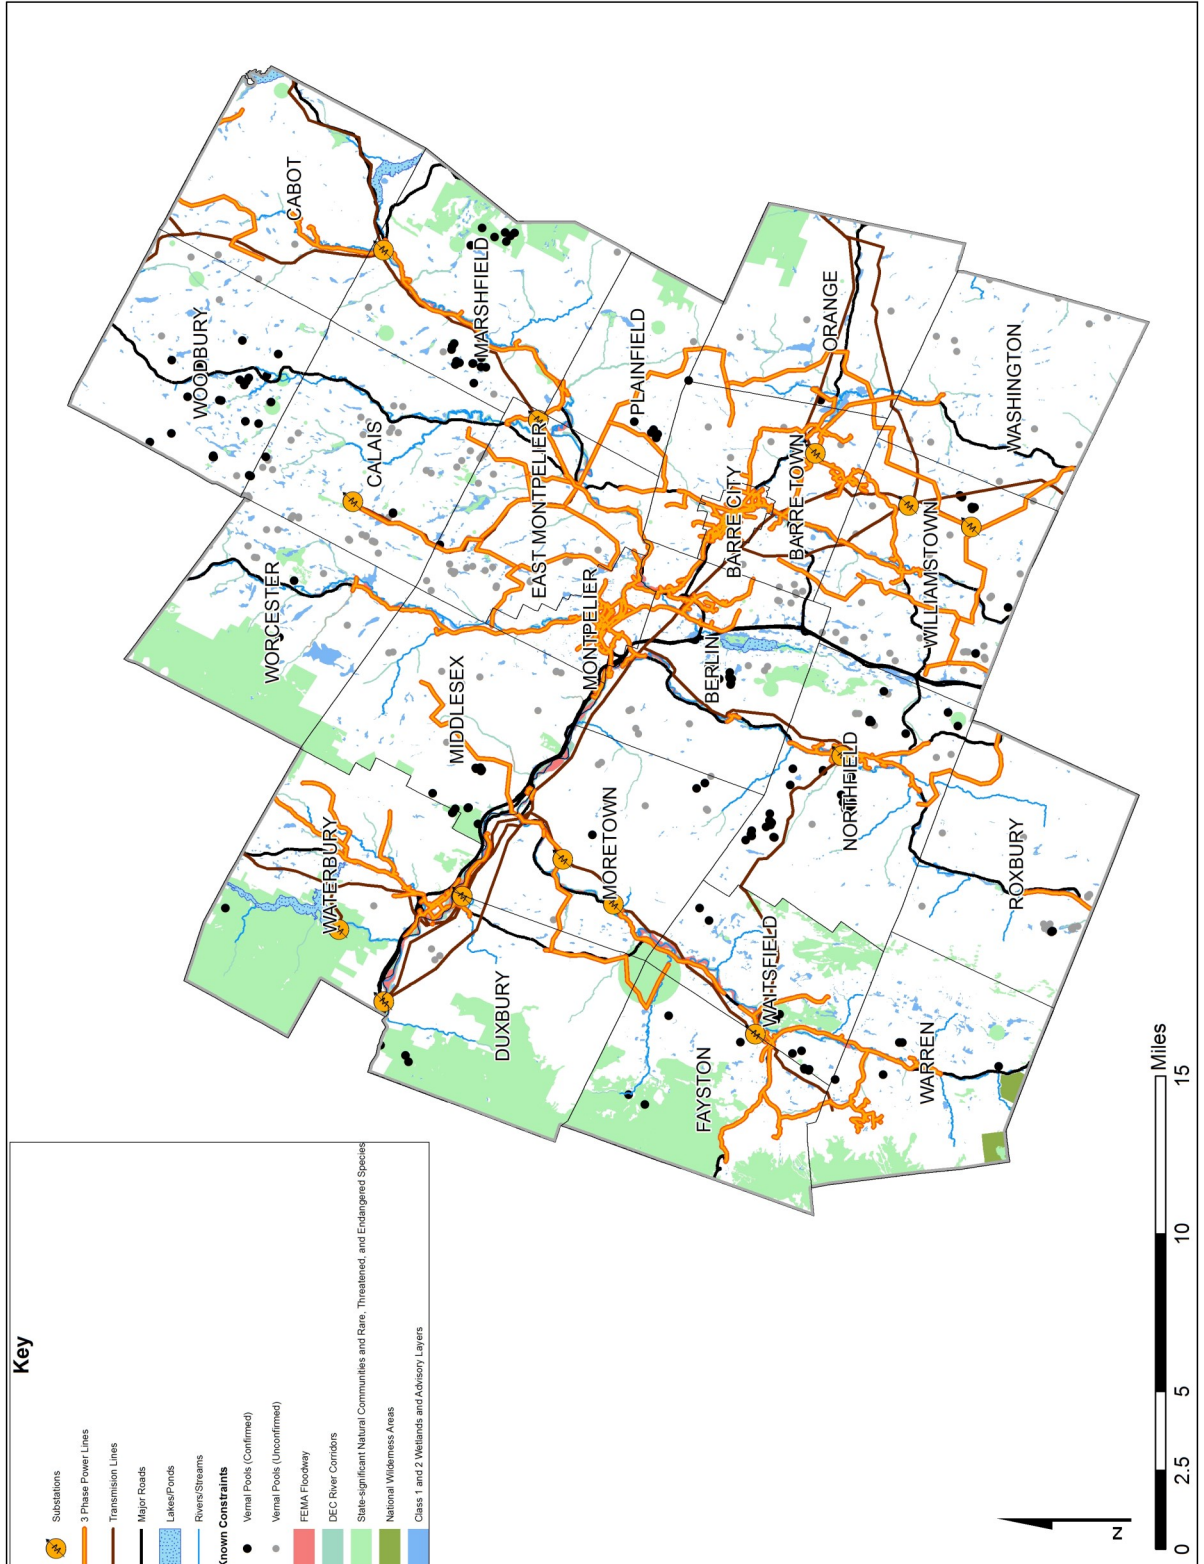 Key
Substations
3 Phase Power Lines
Transmision Lines
Major Roads
Lakes/Ponds
Rivers/Streams
Known Constraints
Vernal Pools (Confirmed)
Vernal Pools (Unconfirmed)
FEMA Floodway
DEC River Corridors
State-significant Natural Communities and Rare, Threatened, and Endangered Species
National Wilderness Areas
Class 1 and 2 Wetlands and Advisory Layers
CABOT
WOODBURY
MARSHFIELD
CALAIS
PLAINFIELD
ORANGE
WASHINGTON
WORCESTER
EAST MONTPELIER
BARRE CITY
BARRE TOWN
WILLIAMSTOWN
MONTPELIER
MIDDLESEX
BERLIN
WATERBURY
MORETOWN
NORTHFIELD
ROXBURY
DUXBURY
WAITSFIELD
FAYSTON
WARREN
N
0 2.5 5 10 15
Miles